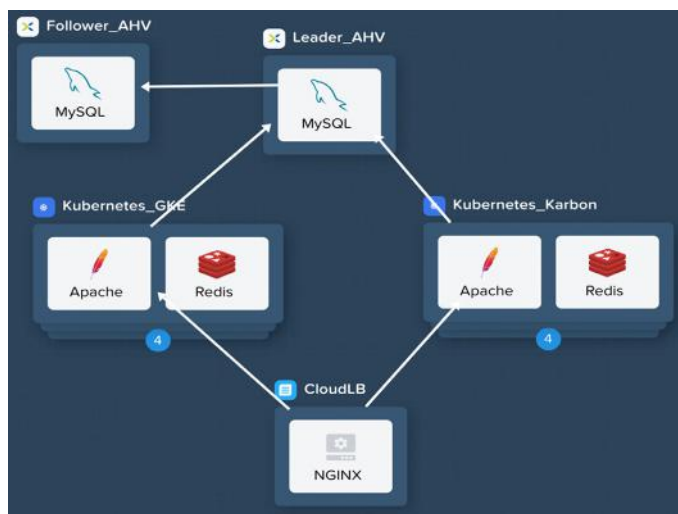 Follower_AHV
Leader_AHV
MySQL
MySQL
Kubernetes_GKE
Kubernetes_Karbon
Apache
Redis
Apache
Redis
4
4
CloudLB
NGINX